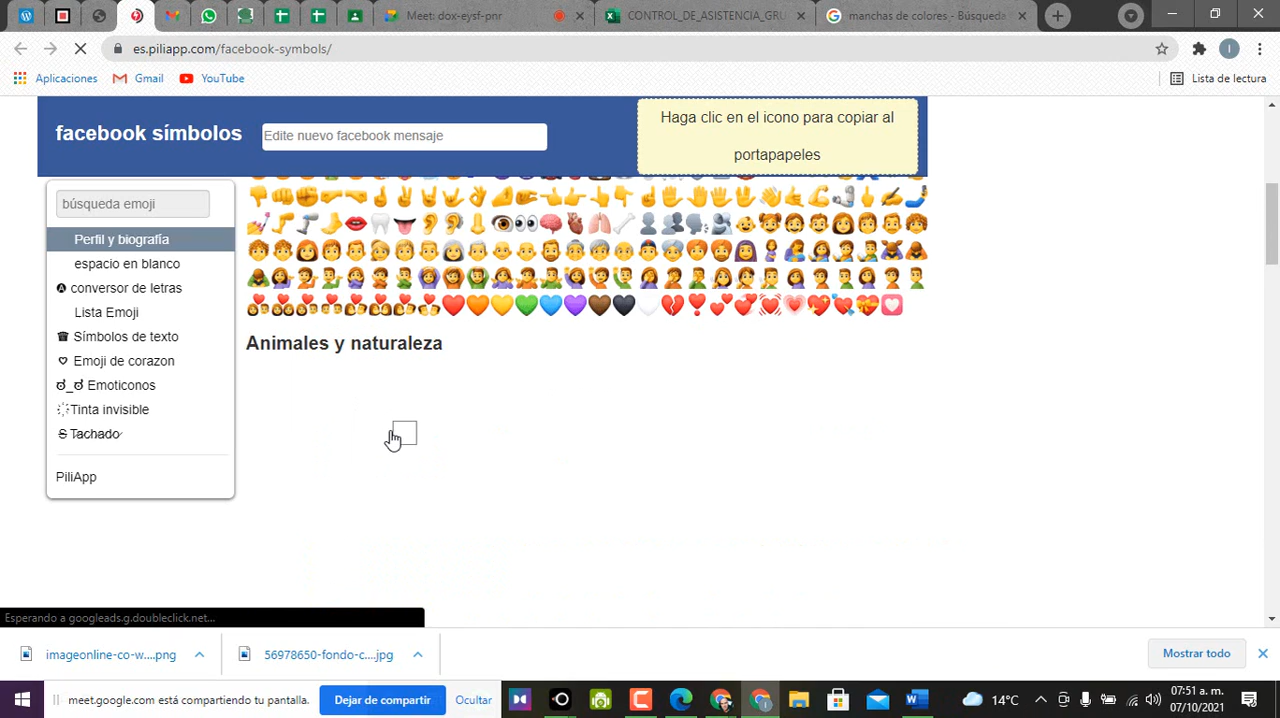 Meet: dox-eysf-pnr
CONTROL_DE_ASISTENCIA_GRU
manchas de colores - Búsqueda
es.piliapp.com/facebook-symbols/
Aplicaciones
Gmail
YouTube
Lista de lectura
facebook símbolos
Edite nuevo facebook mensaje
Haga clic en el icono para copiar al
portapapeles
búsqueda emoji
Perfil y biografía
espacio en blanco
conversor de letras
Lista Emoji
Símbolos de texto
Emoji de corazon
ಠ_ಠ Emoticonos
Tinta invisible
S Tachado
PiliApp
Animales y naturaleza
Esperando a googleads.g.doubleclick.net...
imageonline-co-w....png
56978650-fondo-c....jpg
Mostrar todo
meet.google.com está compartiendo tu pantalla.
Dejar de compartir
Ocultar
14°C
07:51 a. m.
07/10/2021